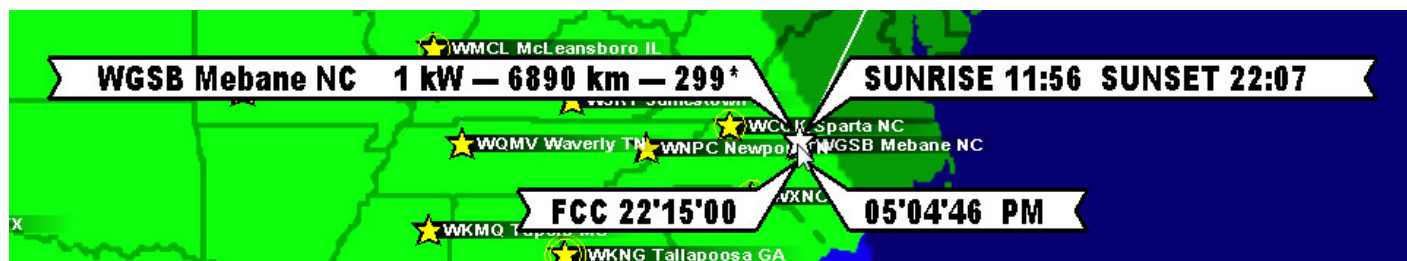 WMCL McLeansboro IL
WGSB Mebane NC 1 kW — 6890 km — 299*
SUNRISE 11:56 SUNSET 22:07
Sparta NC
WQMV Waverly TN
WNPC Newport
WGSB Mebane NC
WXNC
FCC 22'15'00
05'04'46 PM
X
WKMQ Tupelo MS
WKNG Tallapoosa GA